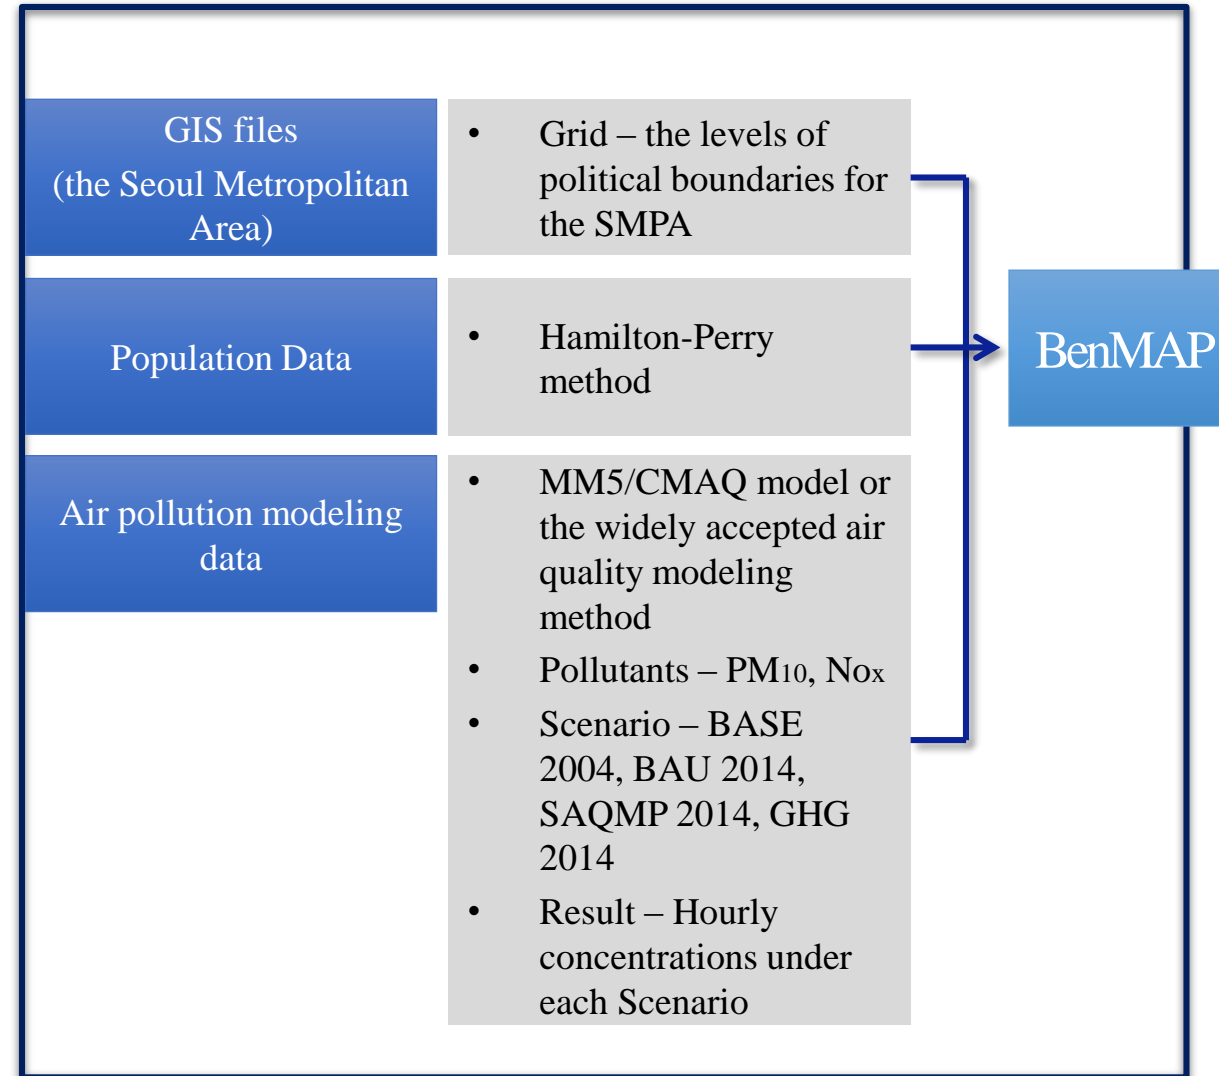 GIS files
(the Seoul Metropolitan
Area)
• Grid – the levels of
political boundaries for
the SMPA
Population Data
• Hamilton-Perry
method
BenMAP
Air pollution modeling
data
• MM5/CMAQ model or
the widely accepted air
quality modeling
method
• Pollutants – PM10, Nox
• Scenario – BASE
2004, BAU 2014,
SAQMP 2014, GHG
2014
• Result – Hourly
concentrations under
each Scenario